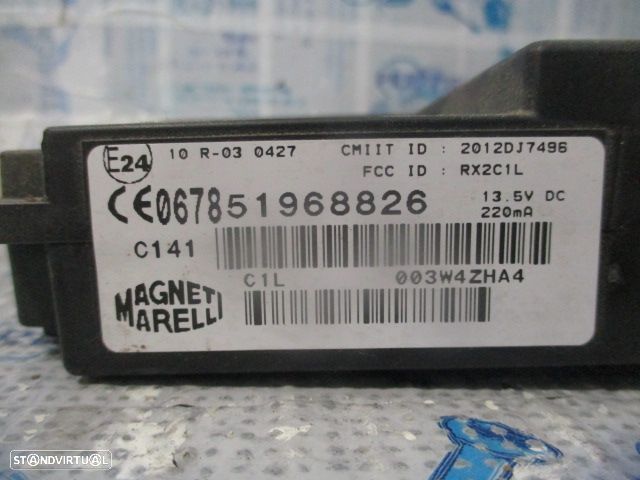 E24 10 R-03 0427 CMIIT ID : 2012DJ7496
FCC ID : RX2C1L
CE0678 51968826 13.5V DC
220mA
C141
C1L 003W4ZHA4
MAGNETI
MARELLI
STANDVIRTUAL